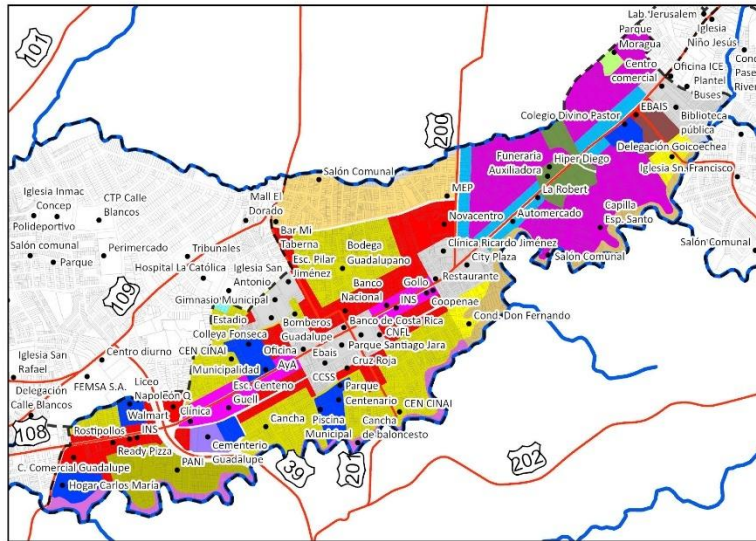 Lab. Jerusalem
Iglesia
Niño Jesús
Parque
Moragua
Centro
comercial
Oficina ICE
Plantel
Buses
Colegio Divino Pastor
EBAIS
Biblioteca
pública
Delegación Goicoechea
Iglesia Sn. Francisco
101
200
Salón Comunal
Funeraria
Auxiliadora
Hiper Diego
MEP
La Robert
Mall El
Dorado
CTP Calle
Blancos
Iglesia Inmac
Concep
Polideportivo
Bar Mi
Taberna
Novacentro
Automercado
Capilla
Esp. Santo
Salón Comunal
Salón comunal
Parque
Perimercado
Tribunales
Esc. Pilar
Jiménez
Bodega
Guadalupano
Clínica Ricardo Jiménez
City Plaza
Salón Comunal
109
Hospital La Católica
Iglesia San
Antonio
Gimnasio Municipal
Banco
Nacional
Gollo
Restaurante
INS
Coopenae
Estadio
Bomberos
Guadalupe
Banco de Costa Rica
CNFL
Cond. Don Fernando
Colleya Fonseca
Oficina
AyA
Ebais
Parque Santiago Jara
Iglesia San
Rafael
Centro diurno
CEN CINAI
Municipalidad
CCSS
Cruz Roja
FEMSA S.A.
Liceo
Napoleón Q.
Esc. Centeno
Guell
Parque
Centenario
CEN CINAI
Delegación
Calle Blancos
Walmart
Clínica
Cancha
Piscina
Municipal
Cancha
de baloncesto
108
Rostipollos
INS
Ready Pizza
Cementerio
Guadalupe
PANI
39
201
202
C. Comercial Guadalupe
Hogar Carlos María